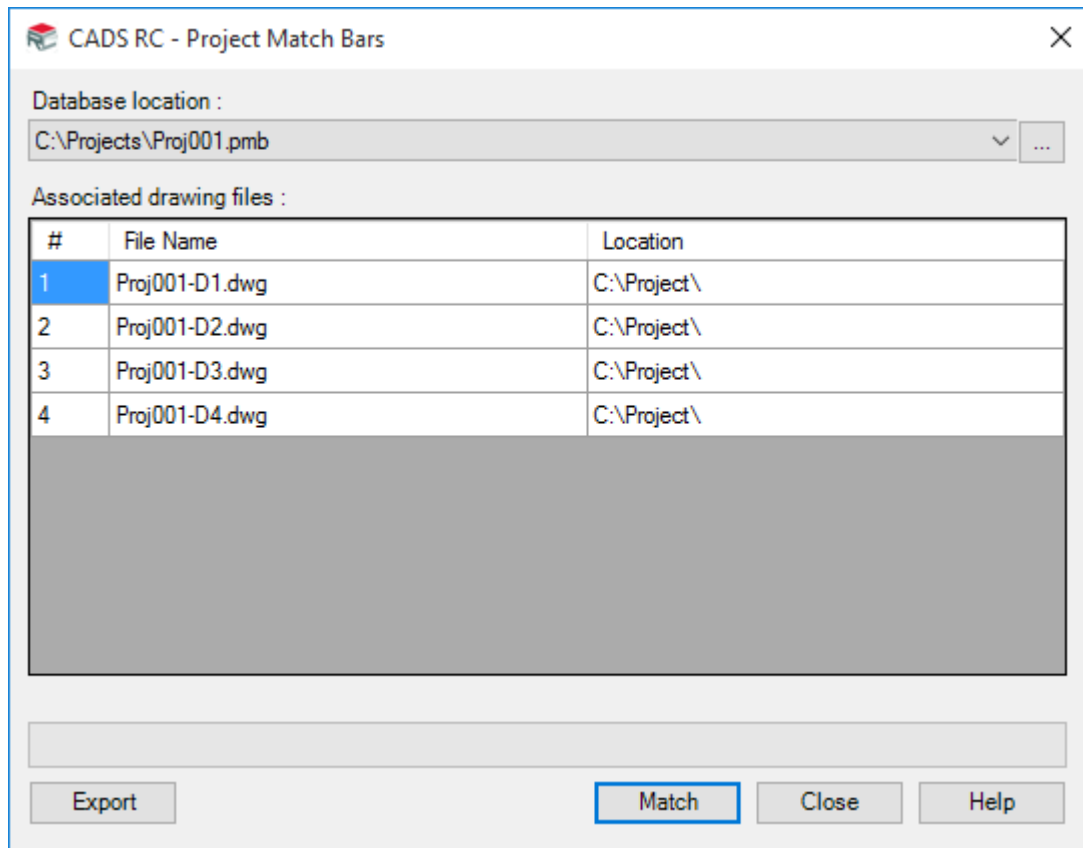 CADS RC - Project Match Bars
Database location :
C:\Projects\Proj001.pmb
...
Associated drawing files :
# File Name Location
1 Proj001-D1.dwg C:\Project\
2 Proj001-D2.dwg C:\Project\
3 Proj001-D3.dwg C:\Project\
4 Proj001-D4.dwg C:\Project\
Export Match Close Help